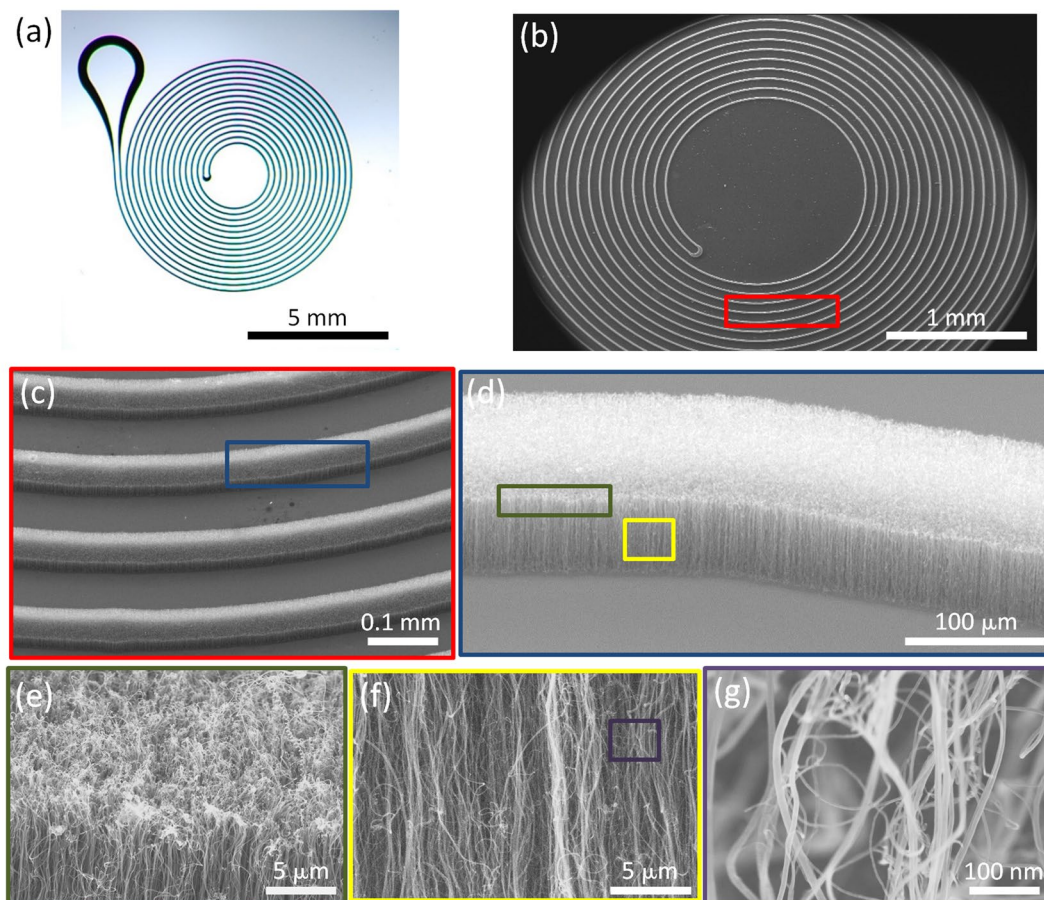 (a)
5 mm
(b)
1 mm
(c)
0.1 mm
(d)
100 μm
(e)
5 μm
(f)
5 μm
(g)
100 nm